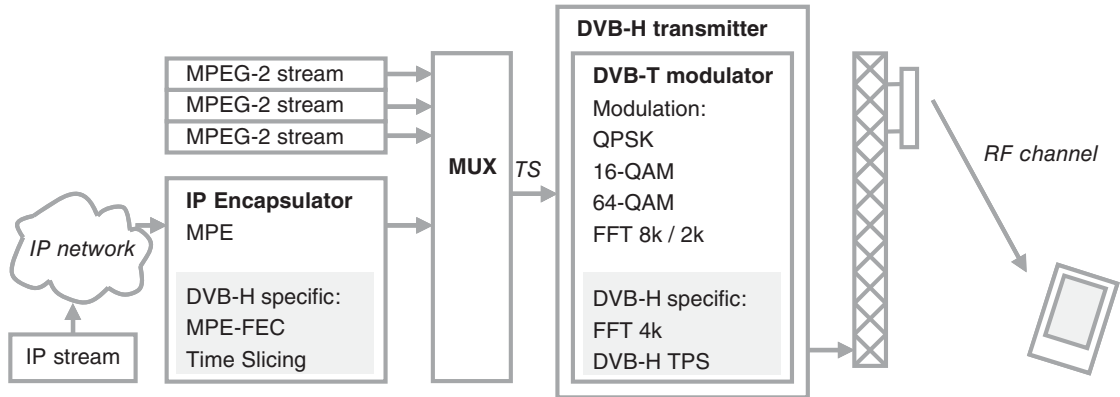 MPEG-2 stream
MPEG-2 stream
MPEG-2 stream
IP network
IP stream
IP Encapsulator
MPE
DVB-H specific:
MPE-FEC
Time Slicing
MUX
TS
DVB-H transmitter
DVB-T modulator
Modulation:
QPSK
16-QAM
64-QAM
FFT 8k / 2k
DVB-H specific:
FFT 4k
DVB-H TPS
RF channel